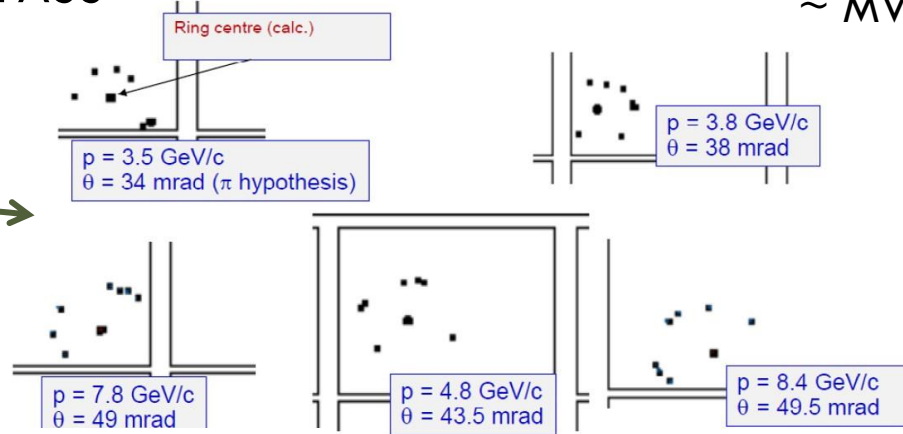 Ring centre (calc.)
p = 3.5 GeV/c
θ = 34 mrad (π hypothesis)
p = 3.8 GeV/c
θ = 38 mrad
p = 7.8 GeV/c
θ = 49 mrad
p = 4.8 GeV/c
θ = 43.5 mrad
p = 8.4 GeV/c
θ = 49.5 mrad